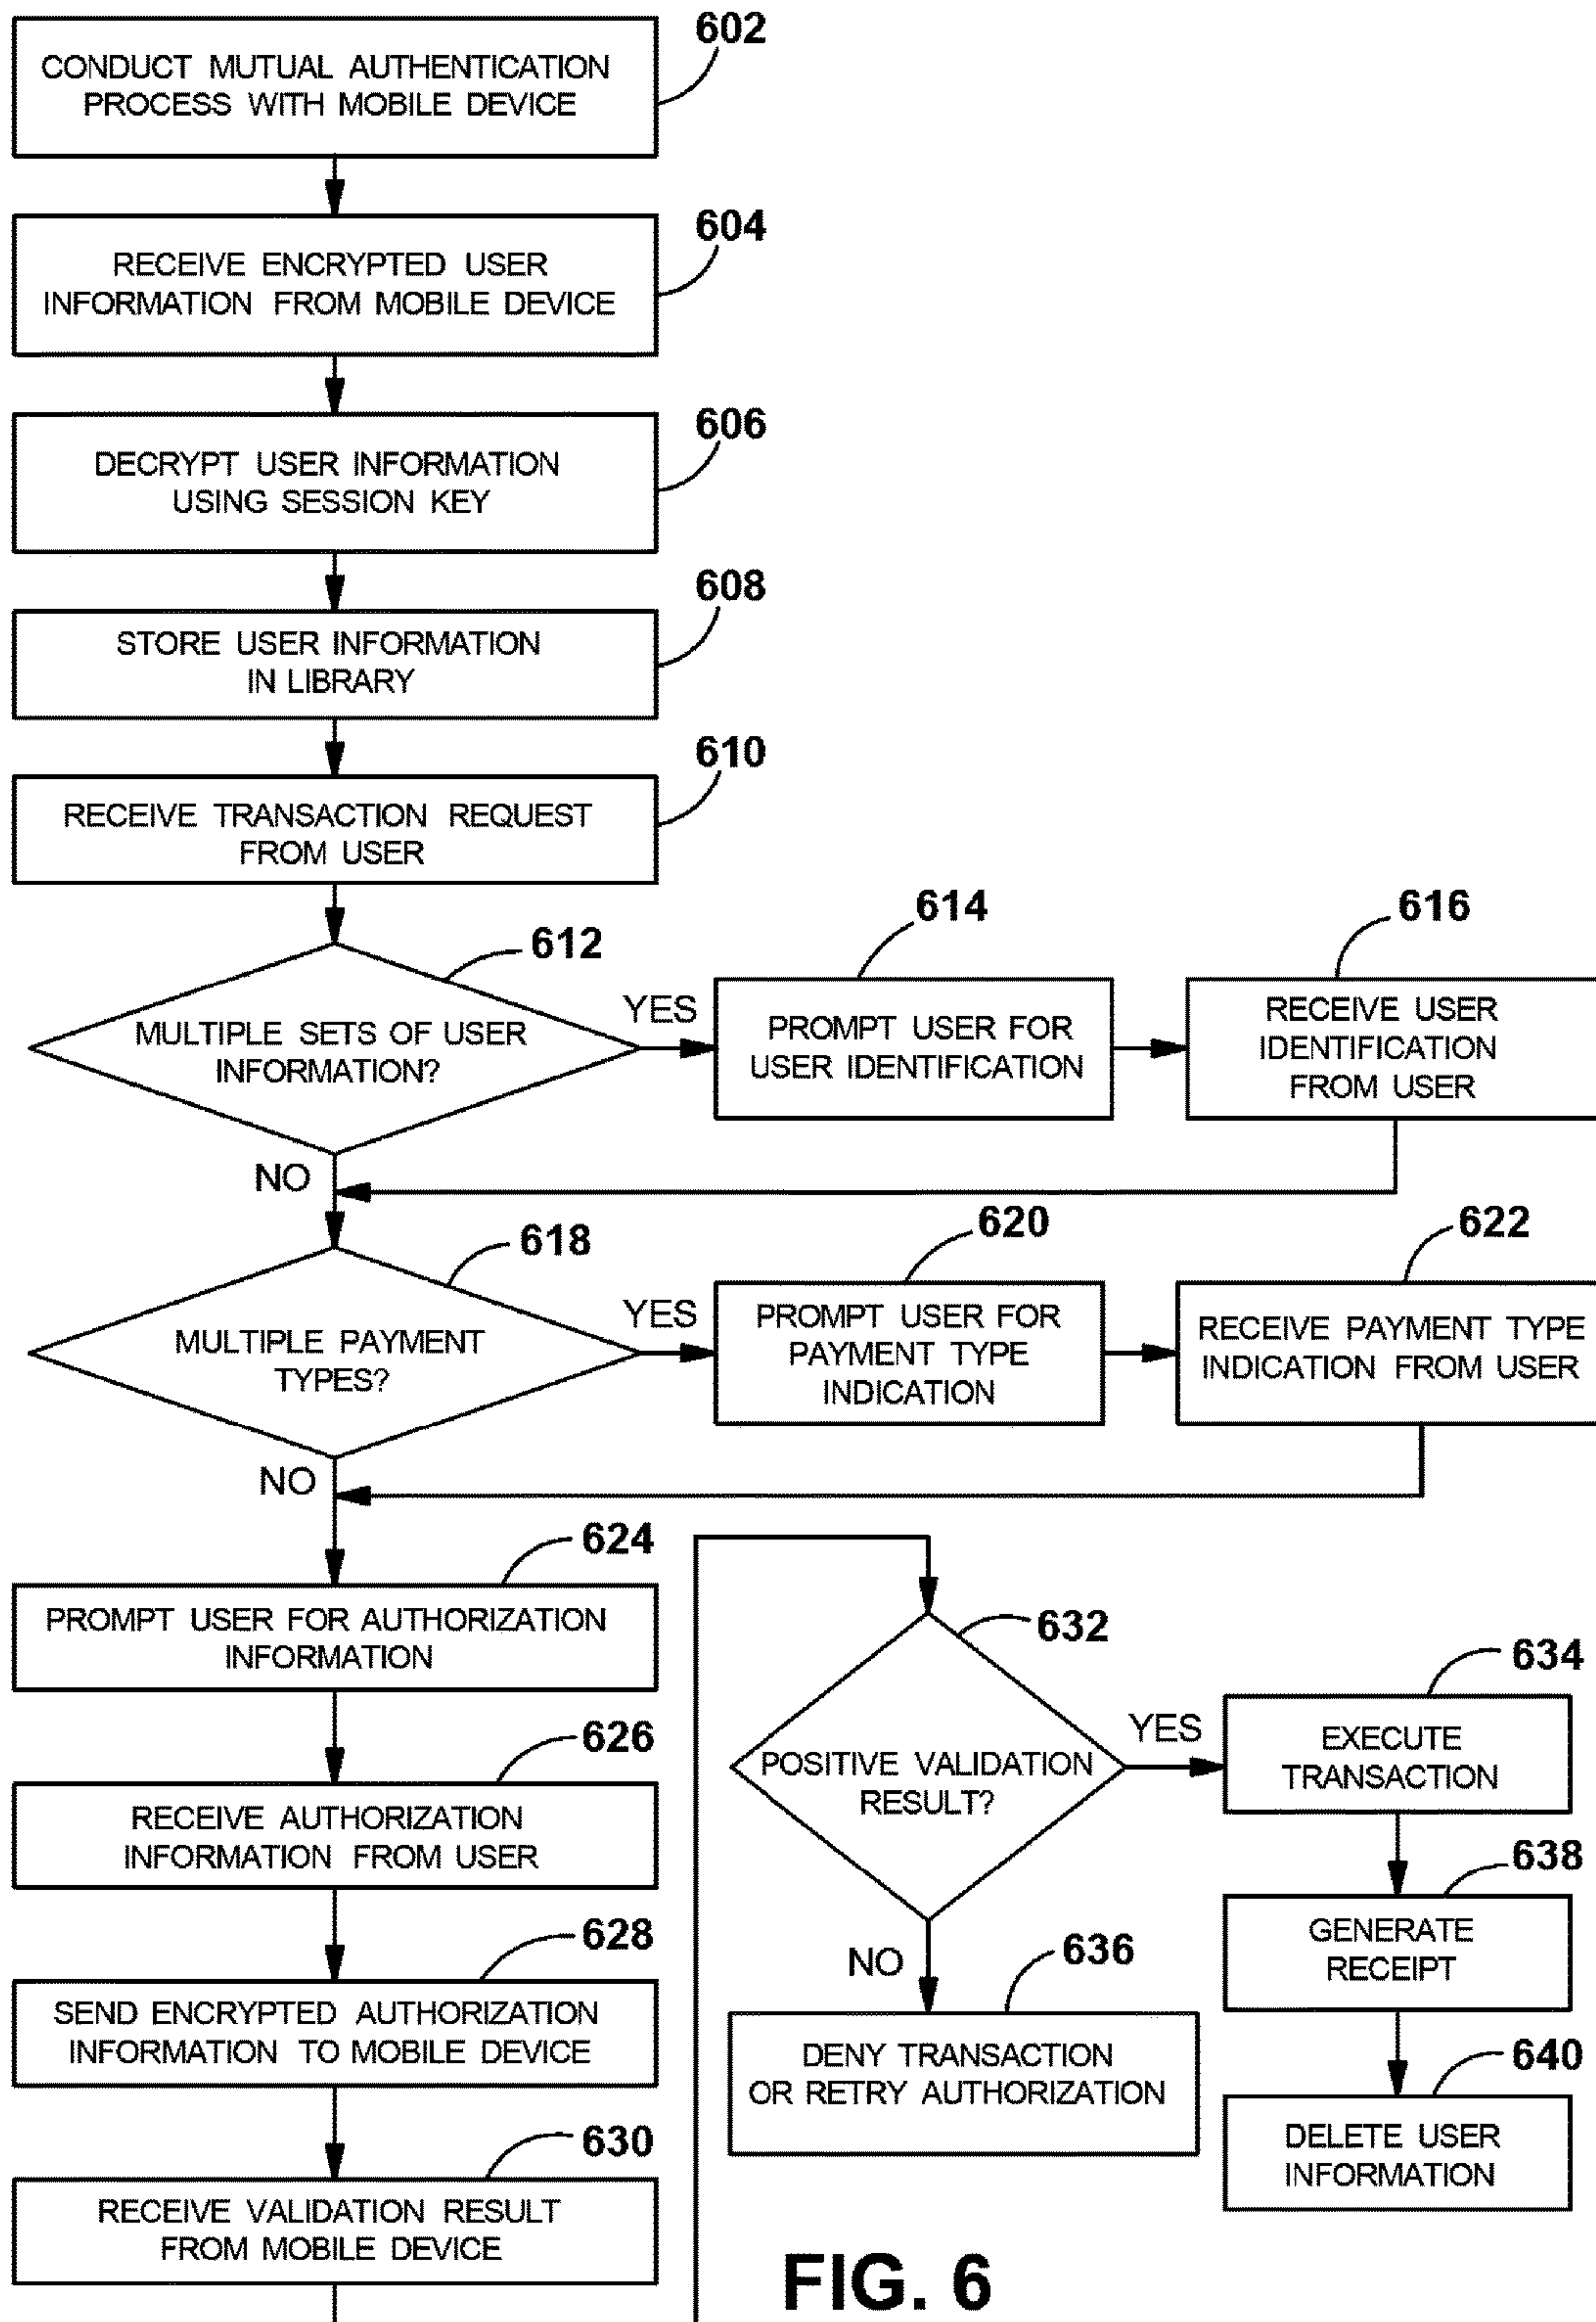 602
CONDUCT MUTUAL AUTHENTICATION
PROCESS WITH MOBILE DEVICE
604
RECEIVE ENCRYPTED USER
INFORMATION FROM MOBILE DEVICE
606
DECRYPT USER INFORMATION
USING SESSION KEY
608
STORE USER INFORMATION
IN LIBRARY
610
RECEIVE TRANSACTION REQUEST
FROM USER
612
MULTIPLE SETS OF USER
INFORMATION?
YES
NO
614
PROMPT USER FOR
USER IDENTIFICATION
616
RECEIVE USER
IDENTIFICATION
FROM USER
618
MULTIPLE PAYMENT
TYPES?
YES
NO
620
PROMPT USER FOR
PAYMENT TYPE
INDICATION
622
RECEIVE PAYMENT TYPE
INDICATION FROM USER
624
PROMPT USER FOR AUTHORIZATION
INFORMATION
626
RECEIVE AUTHORIZATION
INFORMATION FROM USER
628
SEND ENCRYPTED AUTHORIZATION
INFORMATION TO MOBILE DEVICE
630
RECEIVE VALIDATION RESULT
FROM MOBILE DEVICE
632
POSITIVE VALIDATION
RESULT?
YES
NO
634
EXECUTE
TRANSACTION
636
DENY TRANSACTION
OR RETRY AUTHORIZATION
638
GENERATE
RECEIPT
640
DELETE USER
INFORMATION
FIG. 6